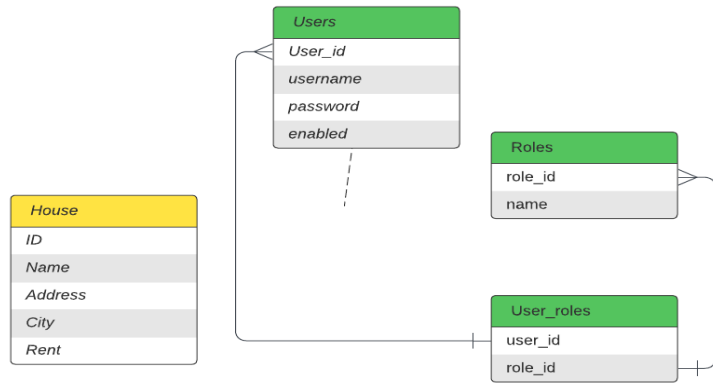 Users
User_id
username
password
enabled
Roles
role_id
name
House
ID
Name
Address
City
Rent
User_roles
user_id
role_id